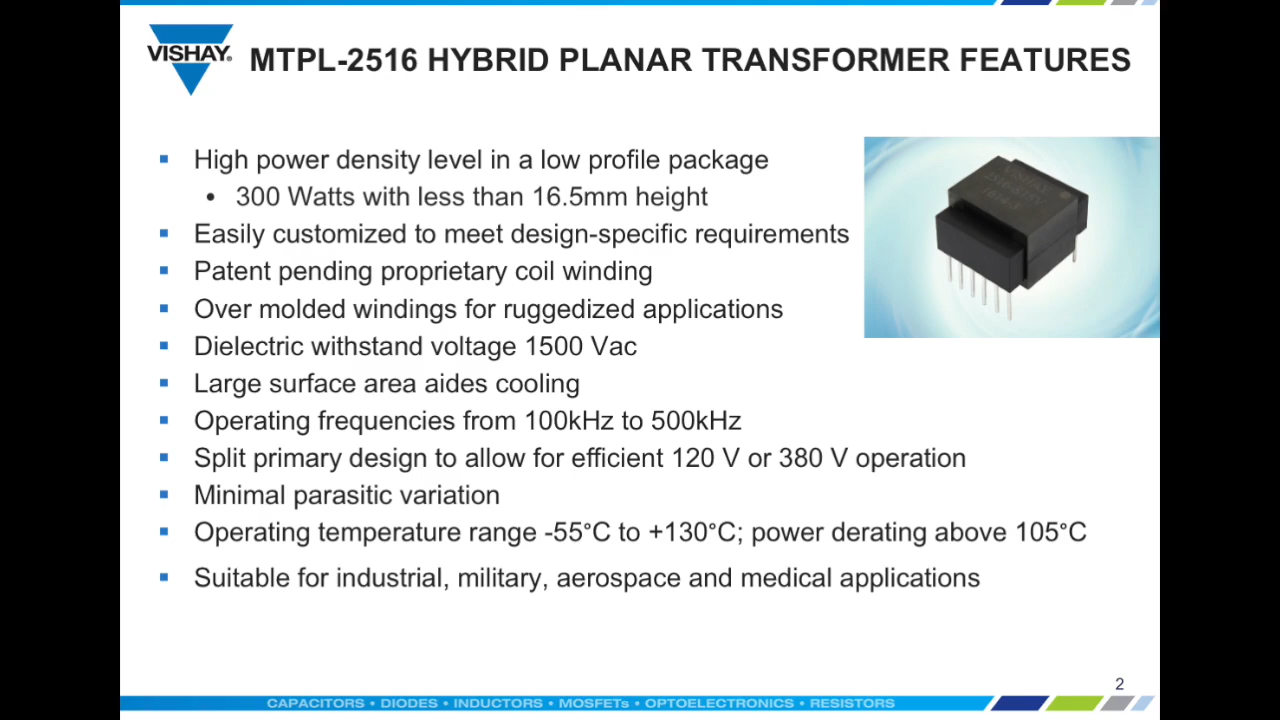 VISHAY®
MTPL-2516 HYBRID PLANAR TRANSFORMER FEATURES
▪ High power density level in a low profile package
• 300 Watts with less than 16.5mm height
▪ Easily customized to meet design-specific requirements
▪ Patent pending proprietary coil winding
▪ Over molded windings for ruggedized applications
▪ Dielectric withstand voltage 1500 Vac
▪ Large surface area aides cooling
▪ Operating frequencies from 100kHz to 500kHz
▪ Split primary design to allow for efficient 120 V or 380 V operation
▪ Minimal parasitic variation
▪ Operating temperature range -55°C to +130°C; power derating above 105°C
▪ Suitable for industrial, military, aerospace and medical applications
VISHAY
2
CAPACITORS • DIODES • INDUCTORS • MOSFETs • OPTOELECTRONICS • RESISTORS